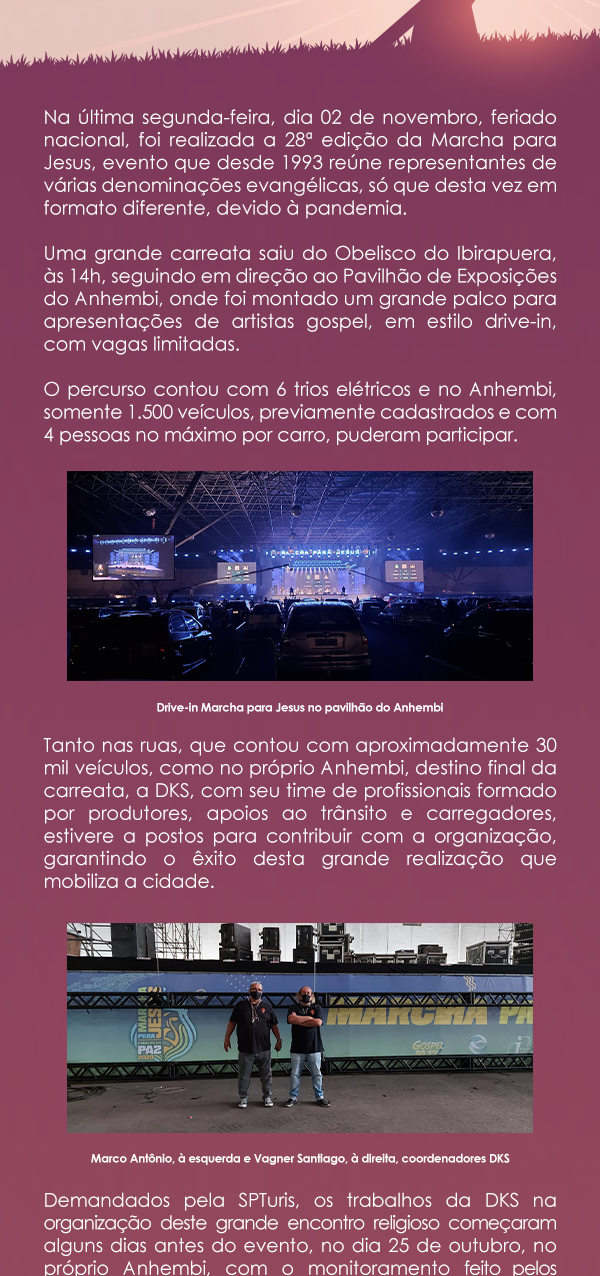 Na última segunda-feira, dia 02 de novembro, feriado
nacional, foi realizada a 28ª edição da Marcha para
Jesus, evento que desde 1993 reúne representantes de
várias denominações evangélicas, só que desta vez em
formato diferente, devido à pandemia.
Uma grande carreata saiu do Obelisco do Ibirapuera,
às 14h, seguindo em direção ao Pavilhão de Exposições
do Anhembi, onde foi montado um grande palco para
apresentações de artistas gospel, em estilo drive-in,
com vagas limitadas.
O percurso contou com 6 trios elétricos e no Anhembi,
somente 1.500 veículos, previamente cadastrados e com
4 pessoas no máximo por carro, puderam participar.
MARCHA PARA JESUS
Drive-in Marcha para Jesus no pavilhão do Anhembi
Tanto nas ruas, que contou com aproximadamente 30
mil veículos, como no próprio Anhembi, destino final da
carreata, a DKS, com seu time de profissionais formado
por produtores, apoios ao trânsito e carregadores,
estivere a postos para contribuir com a organização,
garantindo o êxito desta grande realização que
mobiliza a cidade.
MARCHA
PARA
JESUS
PAZ
2020
MARCHA PA
GOSPEL
Marco Antônio, à esquerda e Vagner Santiago, à direita, coordenadores DKS
Demandados pela SPTuris, os trabalhos da DKS na
organização deste grande encontro religioso começaram
alguns dias antes do evento, no dia 25 de outubro, no
próprio Anhembi, com o monitoramento feito pelos